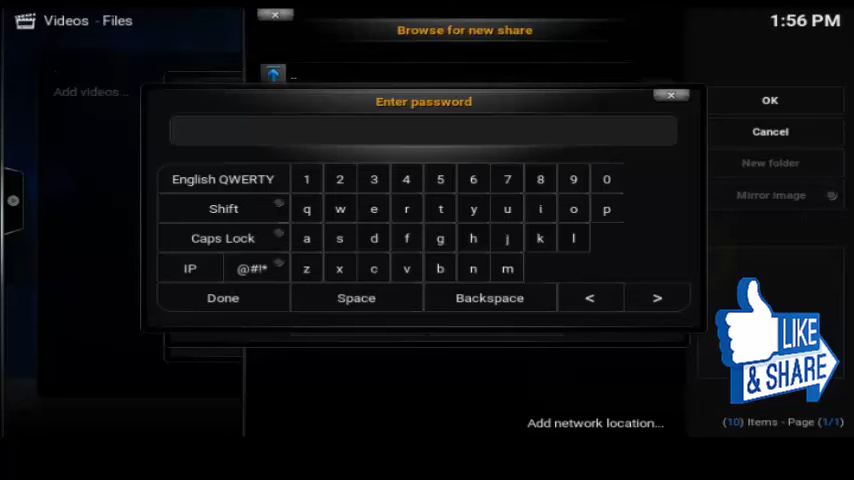 Videos - Files
1:56 PM
Browse for new share
..
Add videos ...
Enter password
OK
Cancel
New folder
Mirror image
English QWERTY 1 2 3 4 5 6 7 8 9 0
Shift q w e r t y u i o p
Caps Lock a s d f g h j k l
IP @#!* z x c v b n m
Done Space Backspace < >
LIKE
& SHARE
Add network location...
(10) Items - Page (1/1)